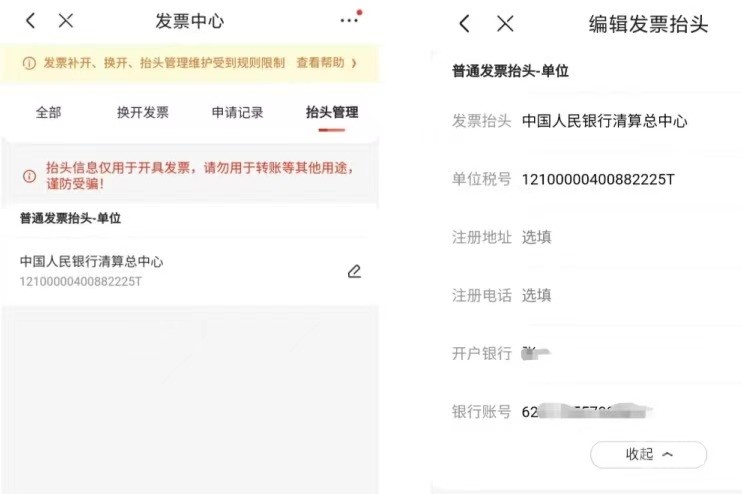 发票中心
发票补开、换开、抬头管理维护受到规则限制 查看帮助
全部 换开发票 申请记录 抬头管理
抬头信息仅用于开具发票，请勿用于转账等其他用途，
谨防受骗！
普通发票抬头-单位
中国人民银行清算总中心
12100000400882225T
编辑发票抬头
普通发票抬头-单位
发票抬头 中国人民银行清算总中心
单位税号 12100000400882225T
注册地址 选填
注册电话 选填
开户银行
银行账号 62
收起